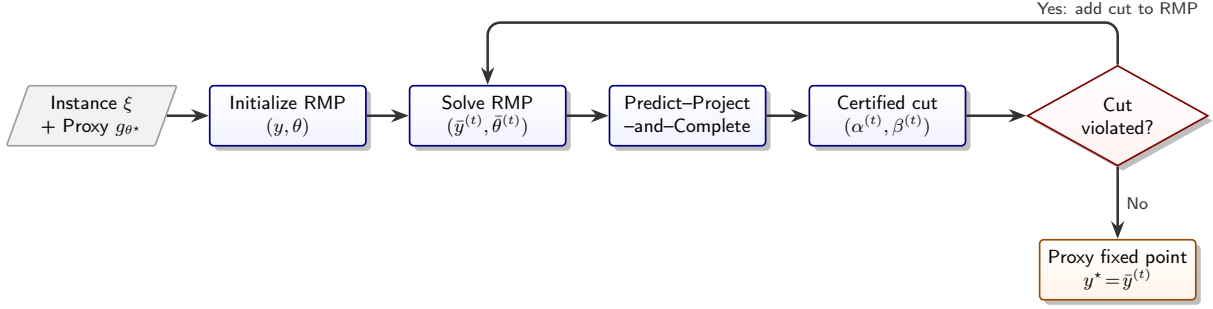 Yes: add cut to RMP
Instance ξ
+ Proxy g_{θ⋆}
Initialize RMP
(y, θ)
Solve RMP
(ȳ^{(t)}, θ̄^{(t)})
Predict–Project
–and–Complete
Certified cut
(α^{(t)}, β^{(t)})
Cut
violated?
No
Proxy fixed point
y⋆ = ȳ^{(t)}